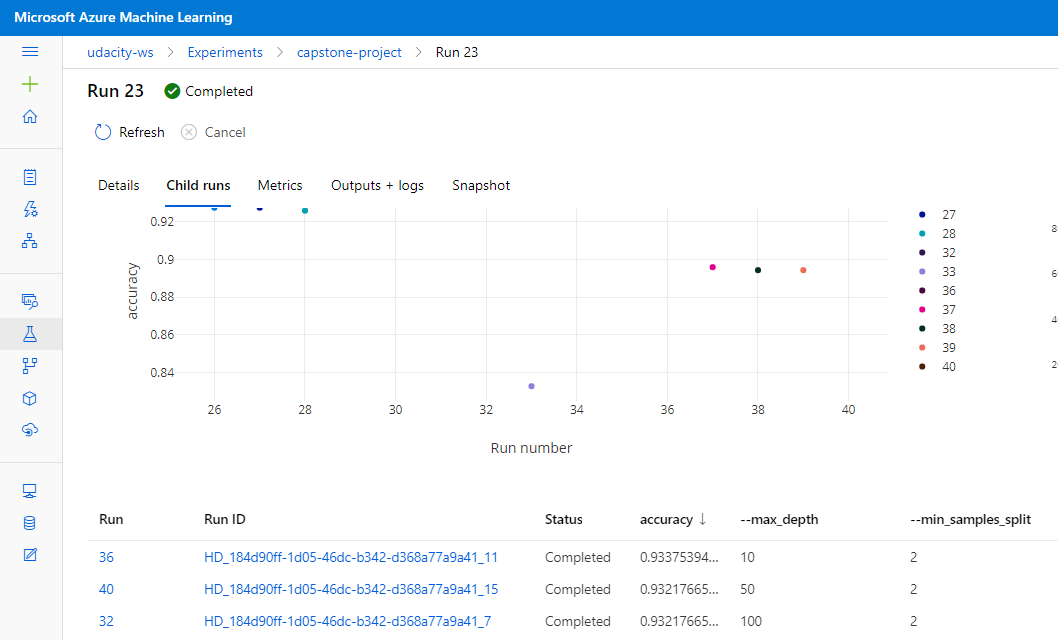 Microsoft Azure Machine Learning
udacity-ws > Experiments > capstone-project > Run 23
Run 23 Completed
Refresh Cancel
Details Child runs Metrics Outputs + logs Snapshot
0.92
0.9
0.88
0.86
0.84
accuracy
26 28 30 32 34 36 38 40
Run number
27
28
32
33
36
37
38
39
40
Run Run ID Status accuracy ↓ --max_depth --min_samples_split
36 HD_184d90ff-1d05-46dc-b342-d368a77a9a41_11 Completed 0.93375394... 10 2
40 HD_184d90ff-1d05-46dc-b342-d368a77a9a41_15 Completed 0.93217665... 50 2
32 HD_184d90ff-1d05-46dc-b342-d368a77a9a41_7 Completed 0.93217665... 100 2